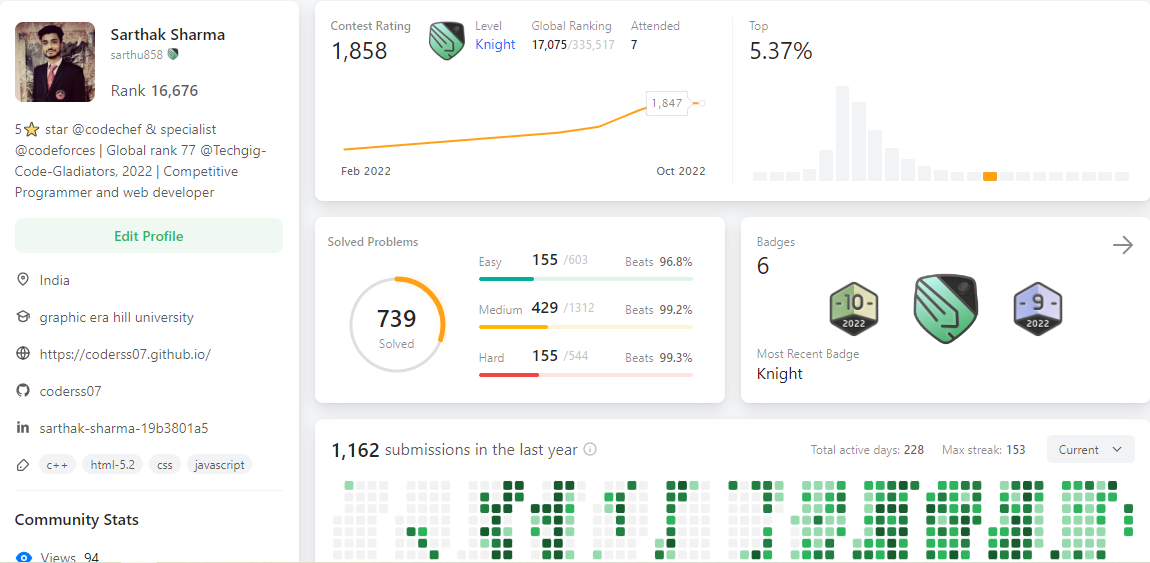 Sarthak Sharma
sarthu858
Rank 16,676
5⭐ star @codechef & specialist
@codeforces | Global rank 77 @Techgig-
Code-Gladiators, 2022 | Competitive
Programmer and web developer
Edit Profile
India
graphic era hill university
https://coderss07.github.io/
coderss07
in sarthak-sharma-19b3801a5
c++ html-5.2 css javascript
Community Stats
Views 94
Contest Rating
1,858
Level
Knight
Global Ranking
17,075/335,517
Attended
7
1,847
Feb 2022 Oct 2022
Top
5.37%
Solved Problems
739
Solved
Easy 155 /603 Beats 96.8%
Medium 429 /1312 Beats 99.2%
Hard 155 /544 Beats 99.3%
Badges
6
-10-
2022
-9-
2022
Most Recent Badge
Knight
1,162 submissions in the last year
Total active days: 228 Max streak: 153 Current